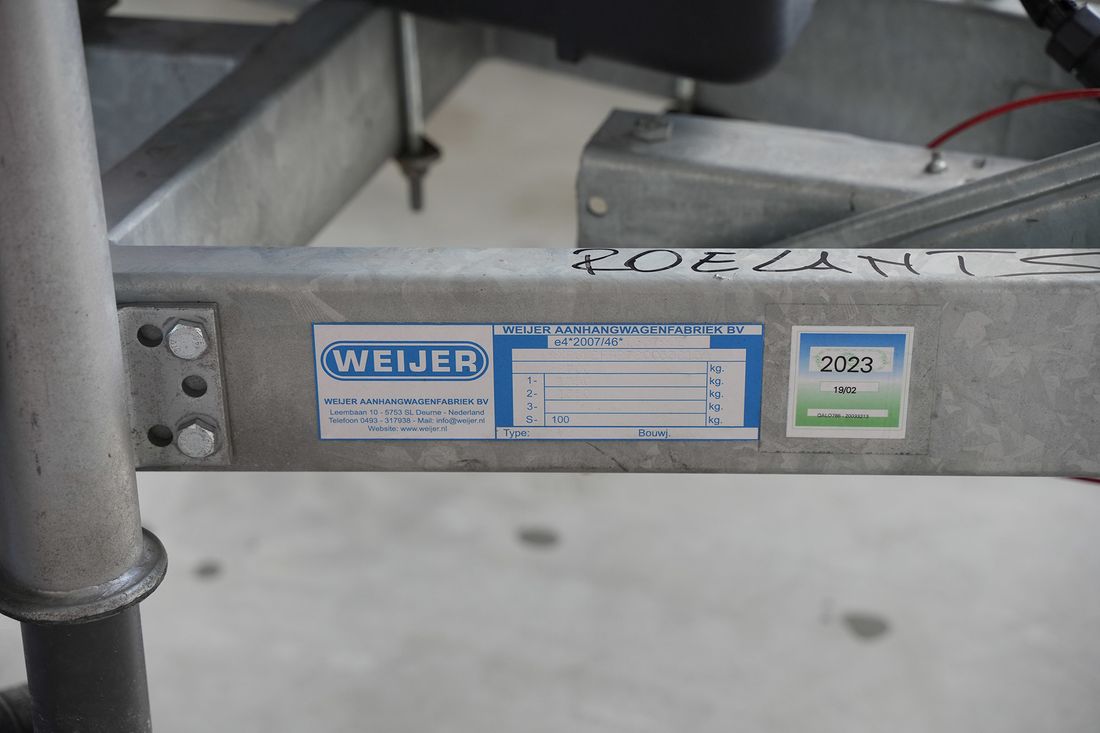 ROELANTS
WEIJER
WEIJER AANHANGWAGENFABRIEK BV
Leembaan 10 - 5753 SL Deurne - Nederland
Telefoon 0493 - 317938 - Mail: info@weijer.nl
Website: www.weijer.nl
WEIJER AANHANGWAGENFABRIEK BV
e4*2007/46*
kg.
1- kg.
2- kg.
3- kg.
S- 100 kg.
Type: Bouwj.
2023
19/02